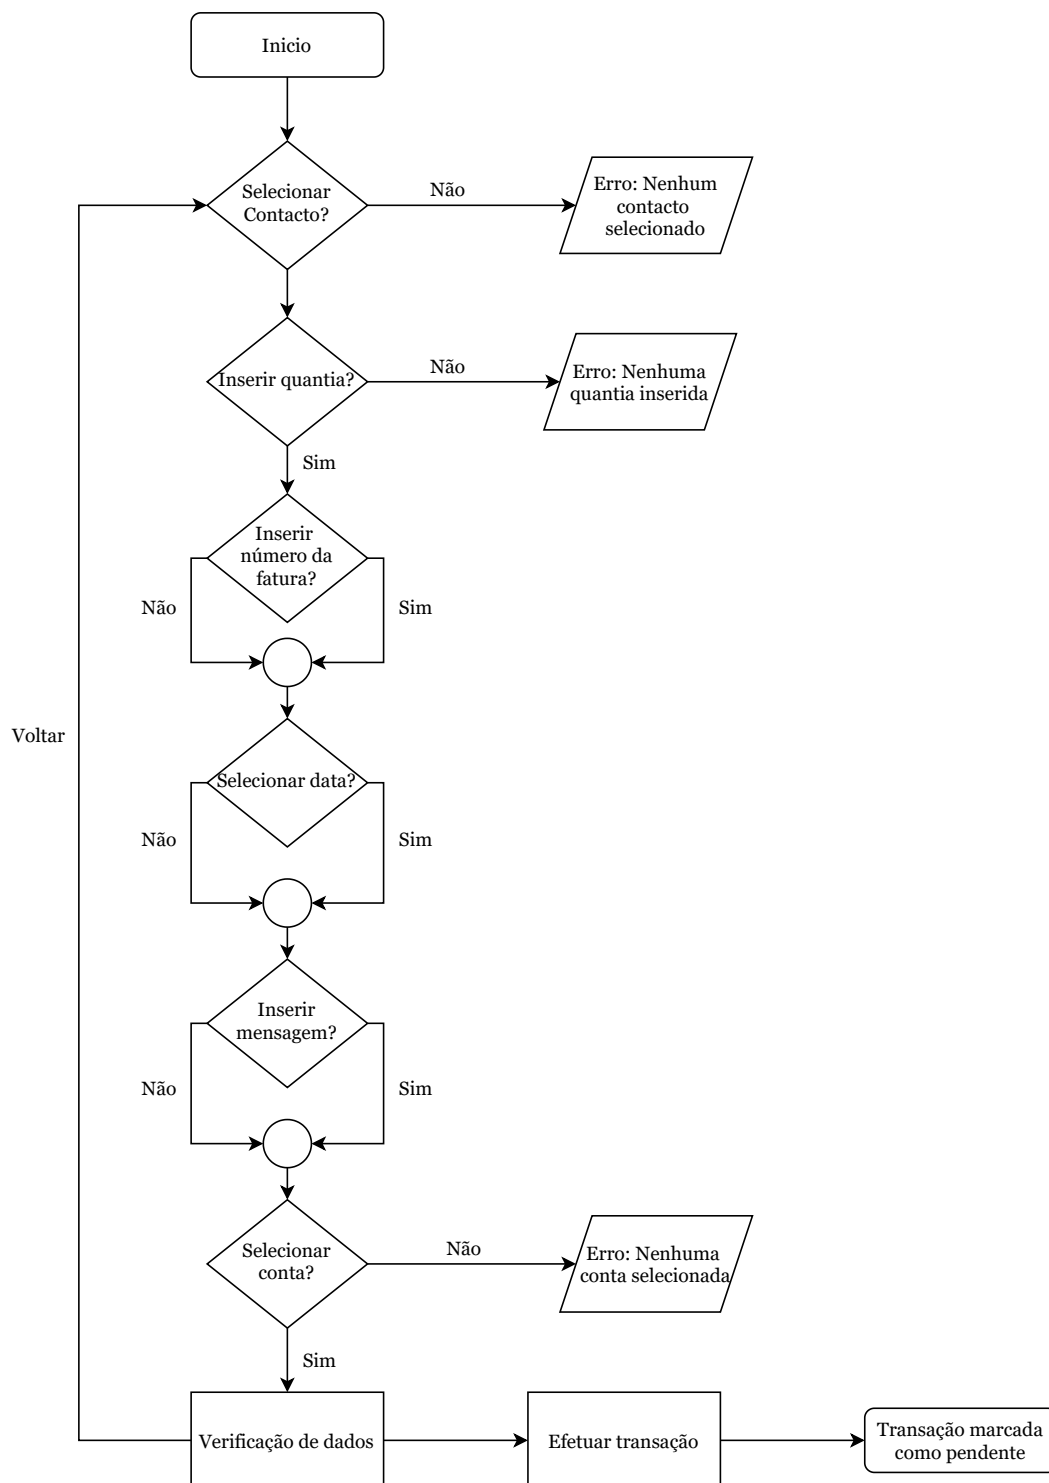 Inicio
Selecionar
Contacto?
Não
Erro: Nenhum
contacto
selecionado
Inserir quantia?
Não
Erro: Nenhuma
quantia inserida
Sim
Inserir
número da
fatura?
Não
Sim
Voltar
Selecionar data?
Não
Sim
Inserir
mensagem?
Não
Sim
Selecionar
conta?
Não
Erro: Nenhuma
conta selecionada
Sim
Verificação de dados
Efetuar transação
Transação marcada
como pendente